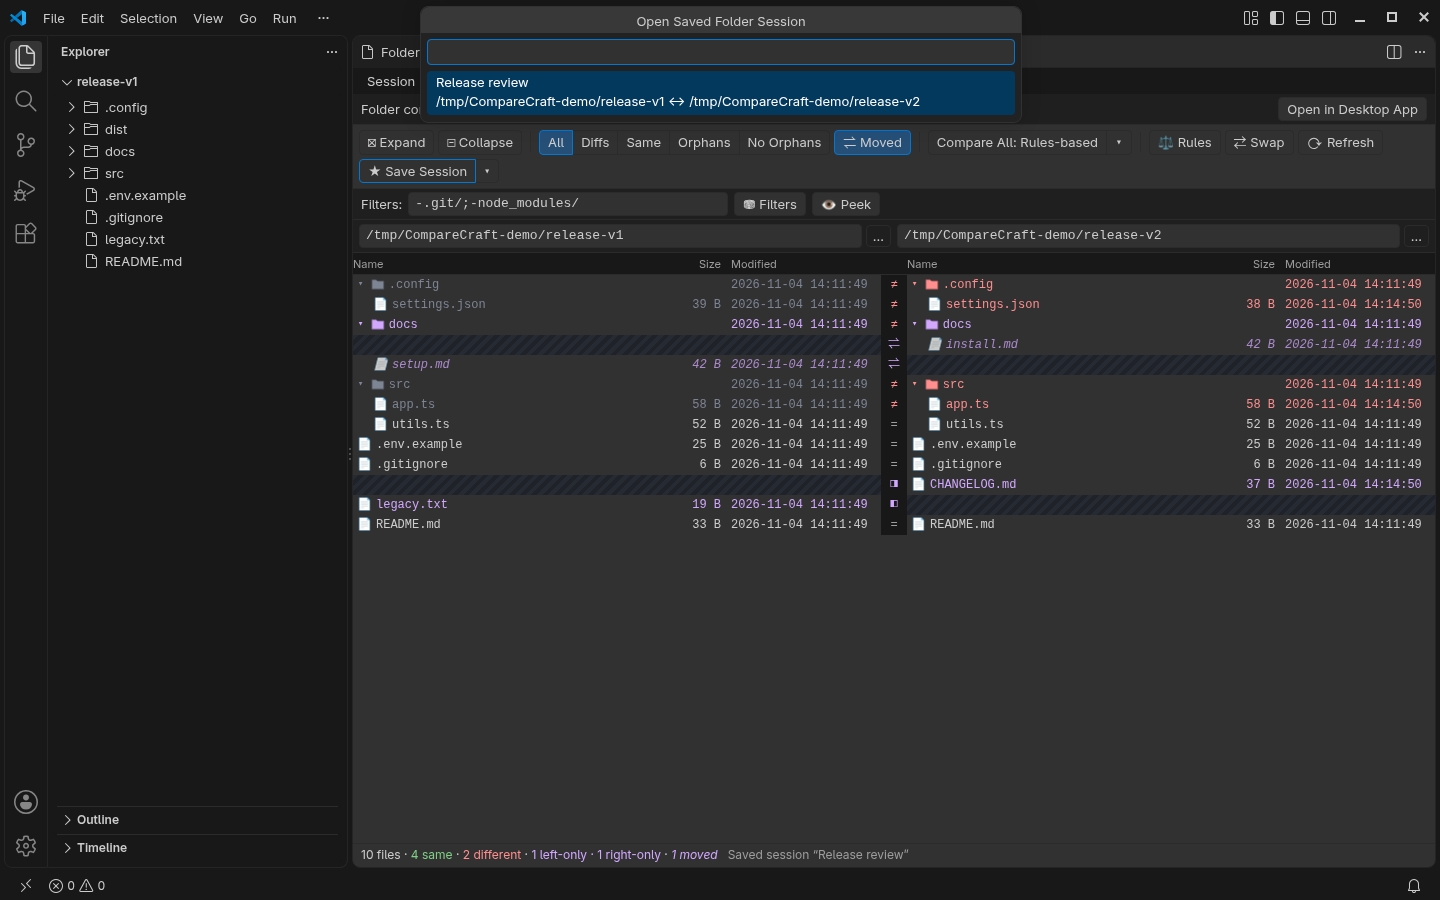 File Edit Selection View Go Run ···
Open Saved Folder Session
Explorer ···
Folder
Release review
/tmp/CompareCraft-demo/release-v1 ↔ /tmp/CompareCraft-demo/release-v2
Session
release-v1
Folder co
Open in Desktop App
.config
dist
docs
src
.env.example
.gitignore
legacy.txt
README.md
Expand Collapse All Diffs Same Orphans No Orphans ⇌ Moved Compare All: Rules-based Rules Swap Refresh
★ Save Session
Filters: -.git/;-node_modules/ Filters Peek
/tmp/CompareCraft-demo/release-v1 ... /tmp/CompareCraft-demo/release-v2 ...
Name Size Modified Name Size Modified
.config 2026-11-04 14:11:49 ≠ .config 2026-11-04 14:11:49
settings.json 39 B 2026-11-04 14:11:49 ≠ settings.json 38 B 2026-11-04 14:14:50
docs 2026-11-04 14:11:49 ≠ docs 2026-11-04 14:11:49
⇌ install.md 42 B 2026-11-04 14:11:49
setup.md 42 B 2026-11-04 14:11:49 ⇌
src 2026-11-04 14:11:49 ≠ src 2026-11-04 14:11:49
app.ts 58 B 2026-11-04 14:11:49 ≠ app.ts 58 B 2026-11-04 14:14:50
utils.ts 52 B 2026-11-04 14:11:49 = utils.ts 52 B 2026-11-04 14:11:49
.env.example 25 B 2026-11-04 14:11:49 = .env.example 25 B 2026-11-04 14:11:49
.gitignore 6 B 2026-11-04 14:11:49 = .gitignore 6 B 2026-11-04 14:11:49
CHANGELOG.md 37 B 2026-11-04 14:14:50
legacy.txt 19 B 2026-11-04 14:11:49
README.md 33 B 2026-11-04 14:11:49 = README.md 33 B 2026-11-04 14:11:49
Outline
Timeline
10 files · 4 same · 2 different · 1 left-only · 1 right-only · 1 moved Saved session “Release review”
0 0